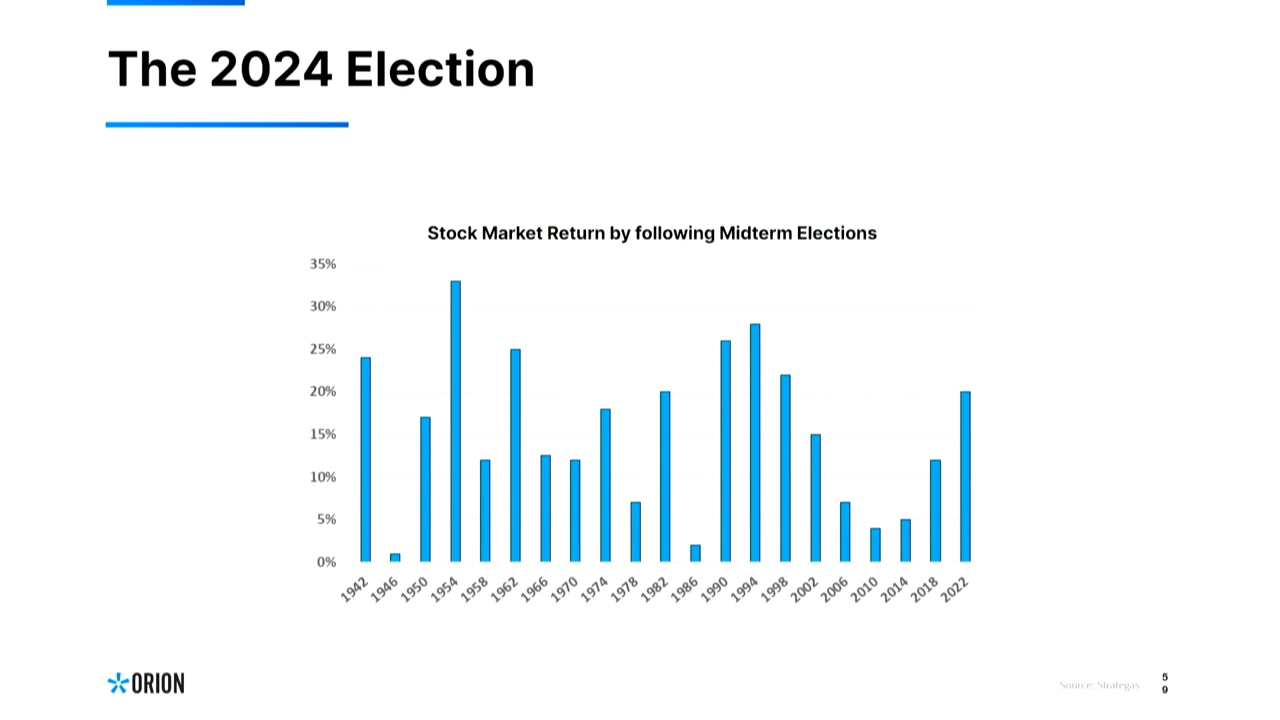 The 2024 Election
Stock Market Return by following Midterm Elections
35%
30%
25%
20%
15%
10%
5%
0%
1942 1946 1950 1954 1958 1962 1966 1970 1974 1978 1982 1986 1990 1994 1998 2002 2006 2010 2014 2018 2022
ORION
Source: Strategas
5
9